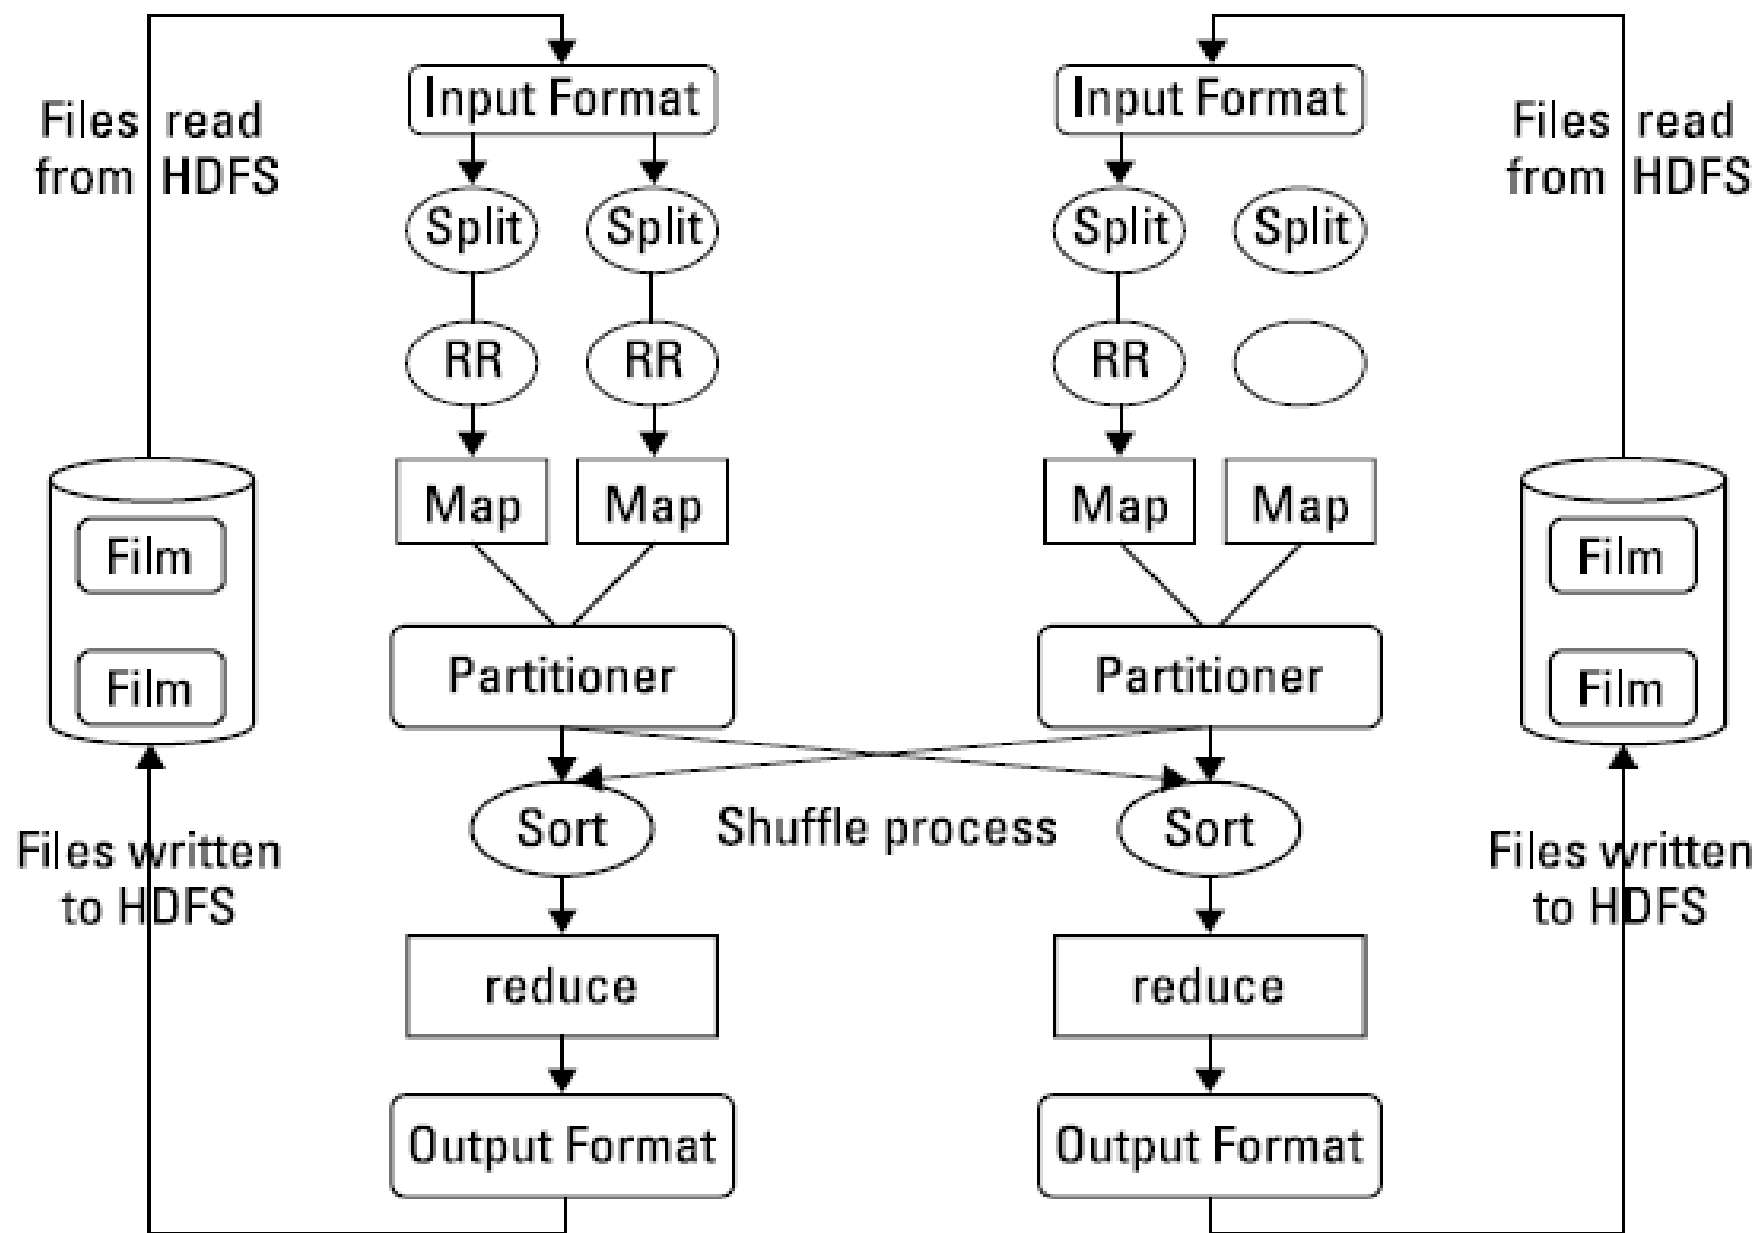 Input Format
Input Format
Files read
from HDFS
Files read
from HDFS
Split
Split
Split
Split
RR
RR
RR
Map
Map
Map
Map
Film
Film
Film
Film
Partitioner
Partitioner
Sort
Shuffle process
Sort
Files written
to HDFS
Files written
to HDFS
reduce
reduce
Output Format
Output Format